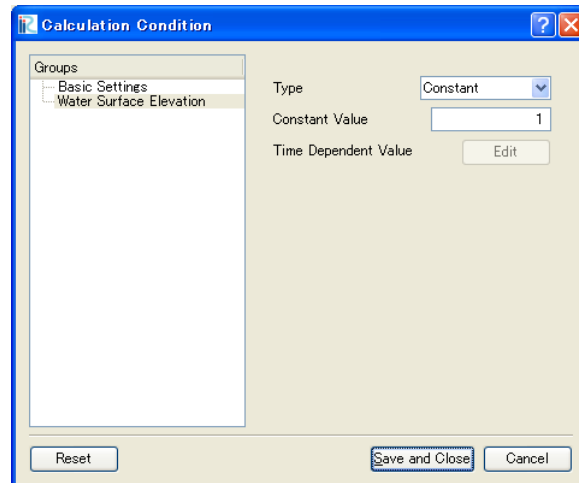 Calculation Condition
Groups
Basic Settings
Water Surface Elevation
Type Constant
Constant Value 1
Time Dependent Value Edit
Reset Save and Close Cancel